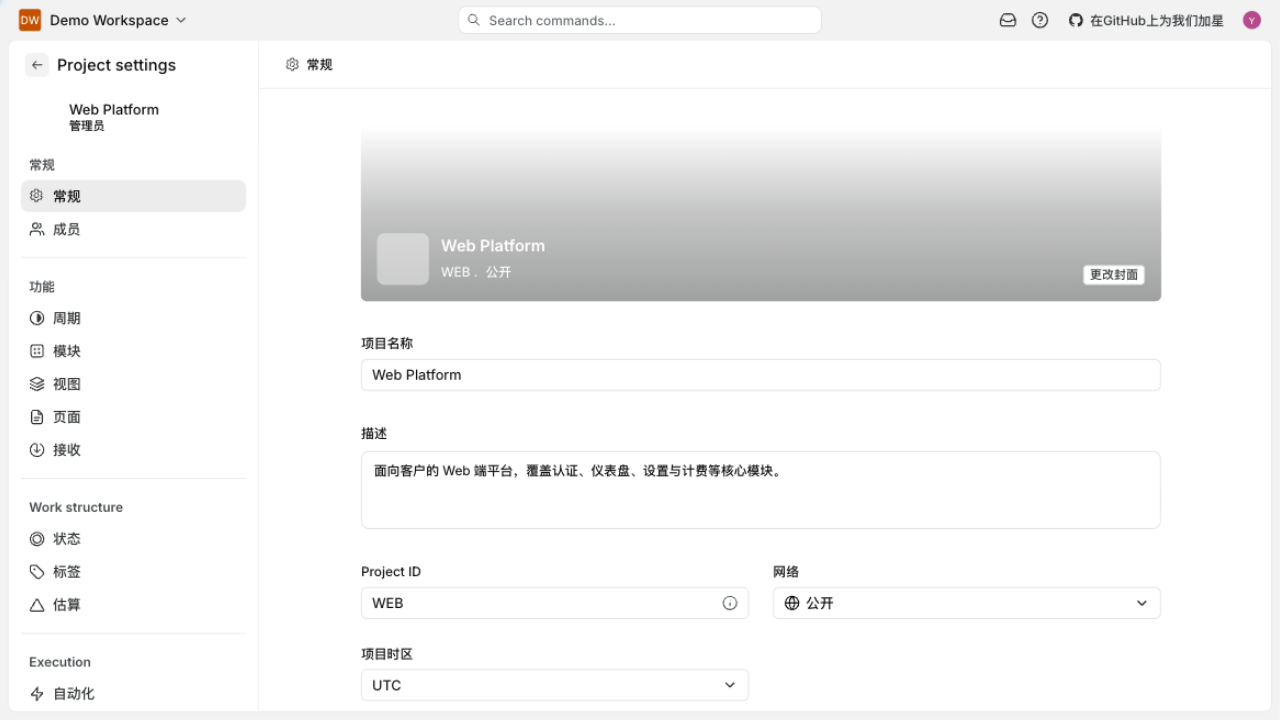 DW Demo Workspace
Search commands...
在GitHub上为我们加星
Y
Project settings
Web Platform
管理员
常规
常规
成员
功能
周期
模块
视图
页面
接收
Work structure
状态
标签
估算
Execution
自动化
常规
Web Platform
WEB . 公开
更改封面
项目名称
Web Platform
描述
面向客户的 Web 端平台，覆盖认证、仪表盘、设置与计费等核心模块。
Project ID
WEB
网络
公开
项目时区
UTC